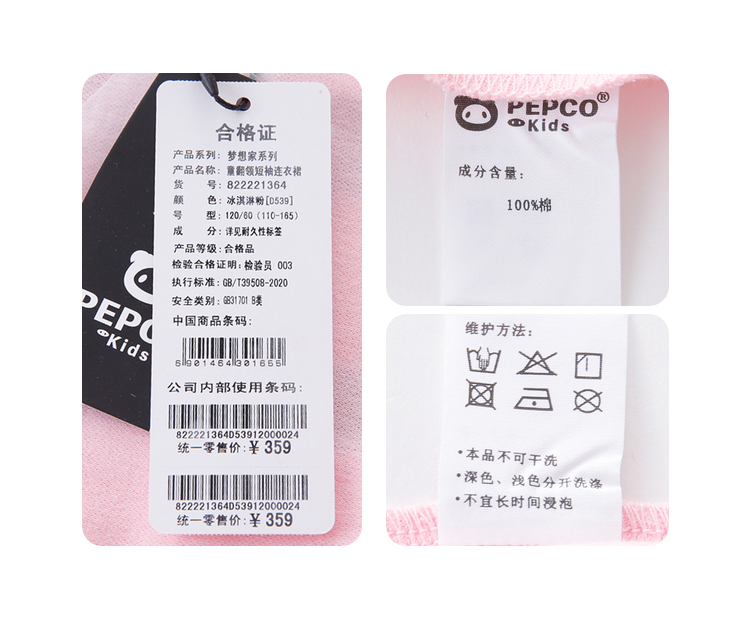 合格证
产品系列: 梦想家系列
产品名称: 童翻领短袖连衣裙
货 号: 822221364
颜 色: 冰淇淋粉[D539]
号 型: 120/60 (110-165)
成 分: 详见耐久性标签
产品等级: 合格品
检验合格证明: 检验员 003
执行标准: GB/T39508-2020
安全类别: GB31701 B类
中国商品条码:
6 901464 301655
公司内部使用条码:
822221364D53912000024
统一零售价: ¥ 359
822221364D53912000024
统一零售价: ¥ 359
PEPCO
Kids
PEPCO®
Kids
成分含量:
100%棉
维护方法:
*本品不可干洗
*深色、浅色分开洗涤
*不宜长时间浸泡